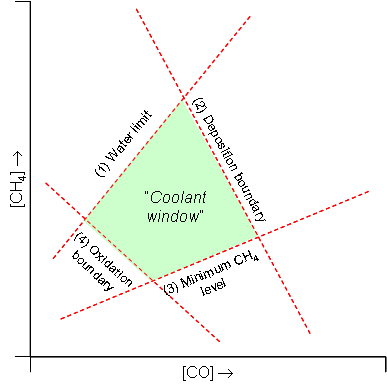 [CH₄] →
(1) Water limit
(2) Deposition boundary
"Coolant
window"
(4) Oxidation
boundary
(3) Minimum CH₄
level
[CO] →